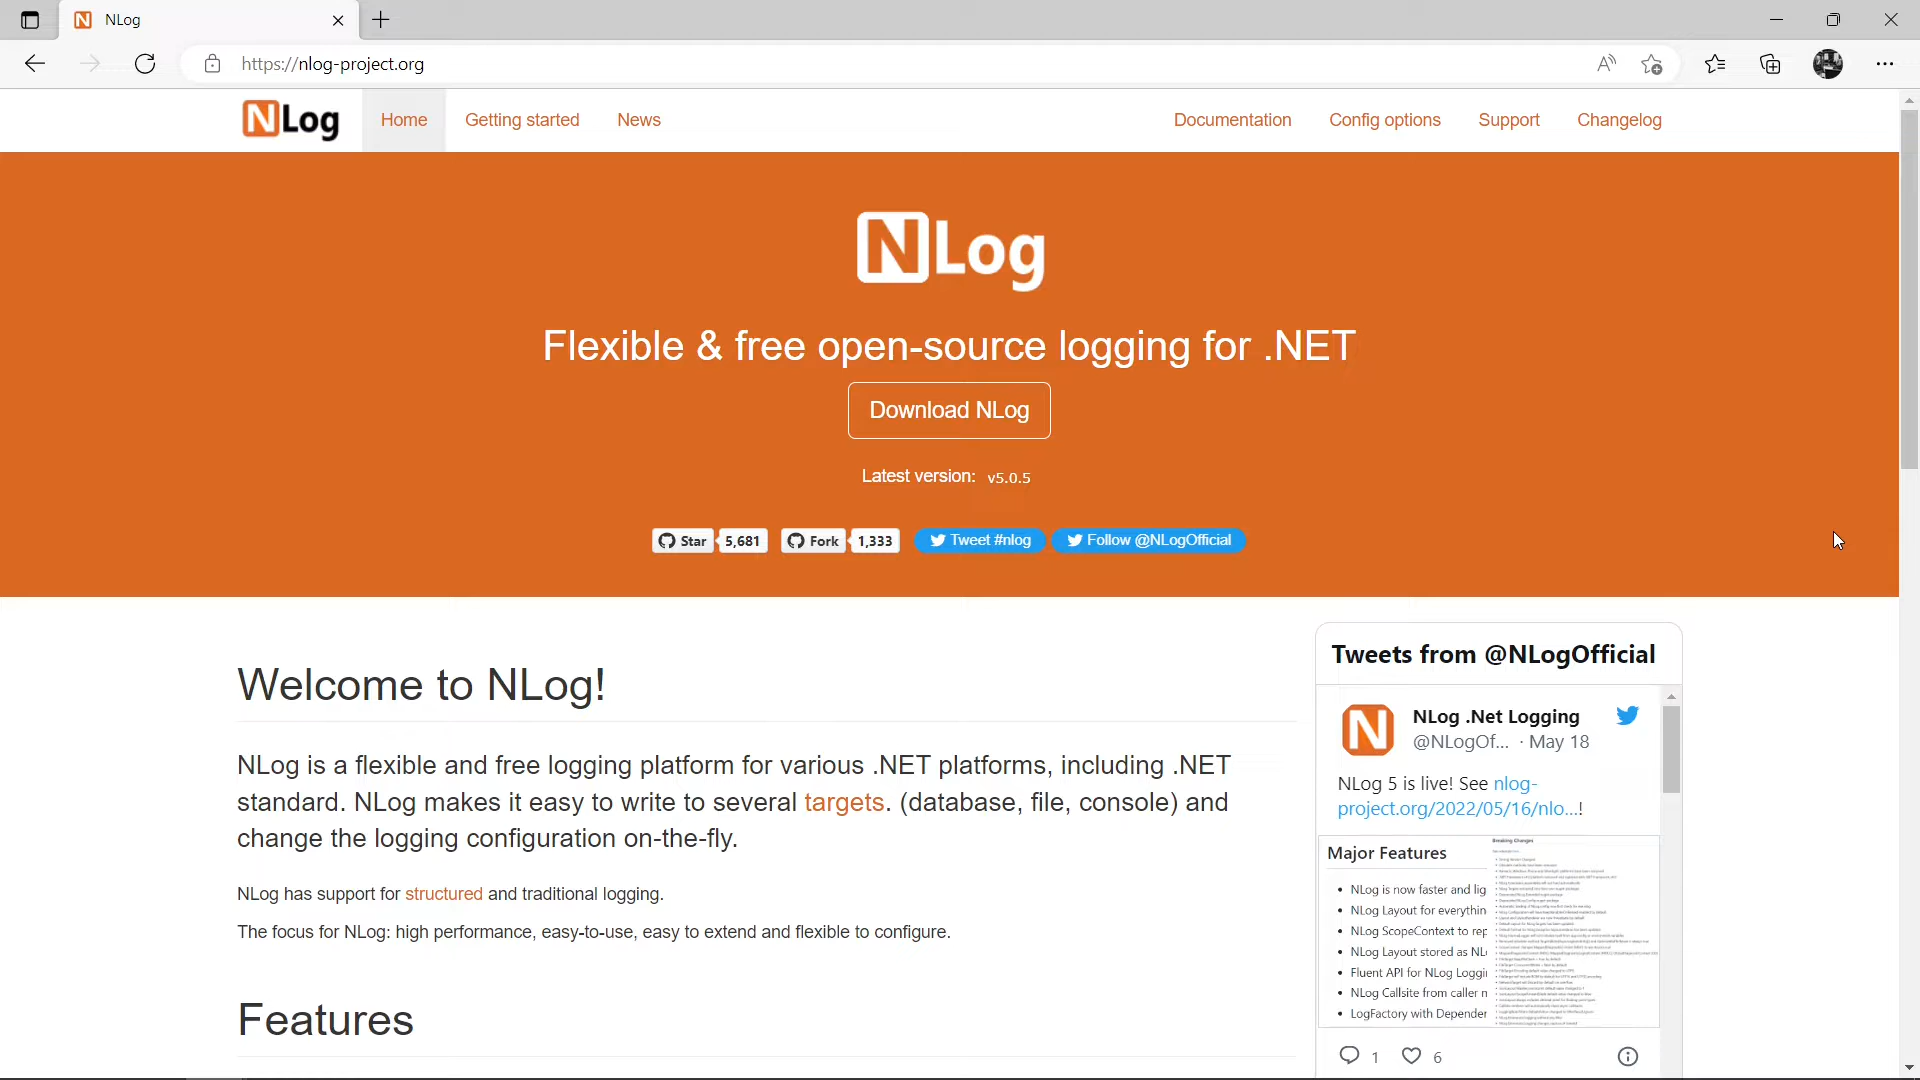 NLog
https://nlog-project.org
NLog
Home
Getting started
News
Documentation
Config options
Support
Changelog
NLog
Flexible & free open-source logging for .NET
Download NLog
Latest version: v5.0.5
Star 5,681
Fork 1,333
Tweet #nlog
Follow @NLogOfficial
Welcome to NLog!
NLog is a flexible and free logging platform for various .NET platforms, including .NET
standard. NLog makes it easy to write to several targets. (database, file, console) and
change the logging configuration on-the-fly.
NLog has support for structured and traditional logging.
The focus for NLog: high performance, easy-to-use, easy to extend and flexible to configure.
Features
Tweets from @NLogOfficial
NLog .Net Logging
@NLogOf... · May 18
NLog 5 is live! See nlog-
project.org/2022/05/16/nlo...!
Major Features
• NLog is now faster and lig
• NLog Layout for everythin
• NLog ScopeContext to rep
• NLog Layout stored as NL
• Fluent API for NLog Loggi
• NLog Callsite from caller
• LogFactory with Depender
Breaking Changes
1
6